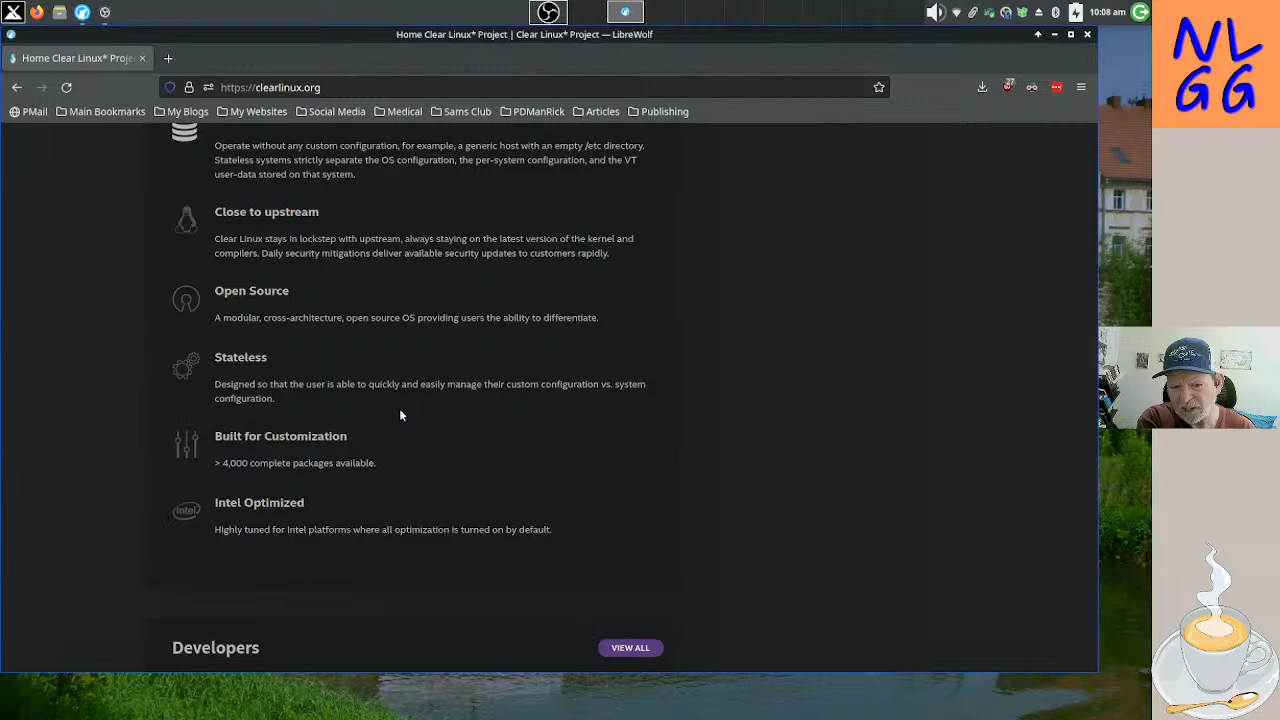 10:08 am
Home Clear Linux* Project | Clear Linux* Project — LibreWolf
Home Clear Linux* Proje
https://clearlinux.org
27
PMail Main Bookmarks My Blogs My Websites Social Media Medical Sams Club PDManRick Articles Publishing
Operate without any custom configuration, for example, a generic host with an empty /etc directory.
Stateless systems strictly separate the OS configuration, the per-system configuration, and the VT
user-data stored on that system.
Close to upstream
Clear Linux stays in lockstep with upstream, always staying on the latest version of the kernel and
compilers. Daily security mitigations deliver available security updates to customers rapidly.
Open Source
A modular, cross-architecture, open source OS providing users the ability to differentiate.
Stateless
Designed so that the user is able to quickly and easily manage their custom configuration vs. system
configuration.
Built for Customization
> 4,000 complete packages available.
intel
Intel Optimized
Highly tuned for Intel platforms where all optimization is turned on by default.
Developers
VIEW ALL
NL
GG